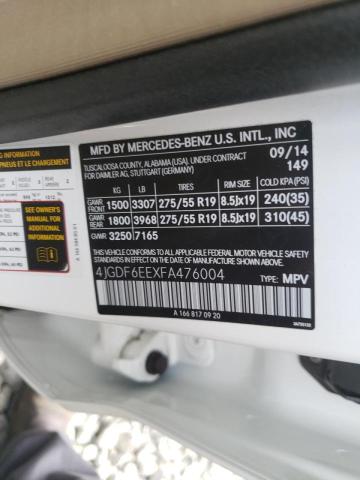 MFD BY MERCEDES-BENZ U.S. INTL., INC
TUSCALOOSA COUNTY, ALABAMA (USA), UNDER CONTRACT
FOR DAIMLER AG, STUTTGART (GERMANY)
09/14
149
KG LB TIRES RIM SIZE COLD KPA (PSI)
GAWR FRONT 1500 3307 275/55 R19 8.5Jx19 240(35)
GAWR REAR 1800 3968 275/55 R19 8.5Jx19 310(45)
GVWR 3250 7165
THIS VEHICLE CONFORMS TO ALL APPLICABLE FEDERAL MOTOR VEHICLE SAFETY
STANDARDS IN EFFECT ON THE DATE OF MANUFACTURE SHOWN ABOVE.
4JGDF6EEXFA476004
TYPE: MPV
A 166 817 09 20
PNEUS ET LE CHARGEMENT
SEE OWNER'S
MANUAL FOR
ADDITIONAL
INFORMATION